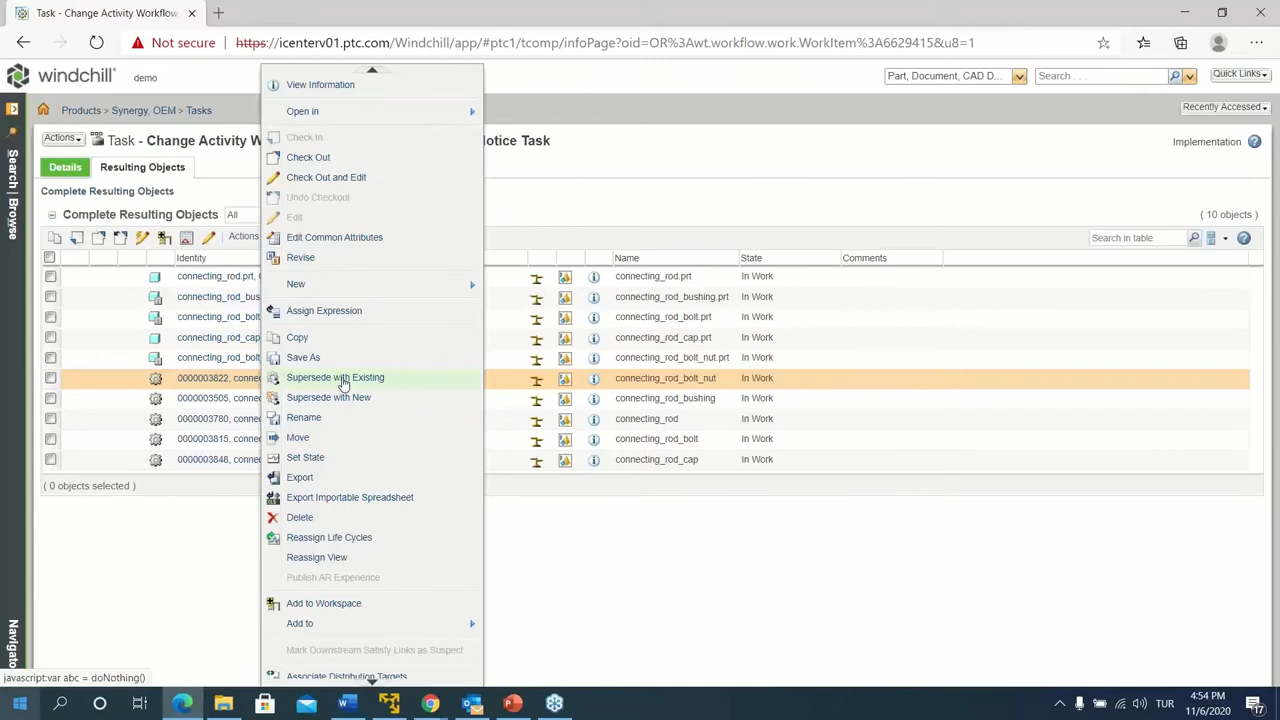 Task - Change Activity Workflow
Not secure https://icenterv01.ptc.com/Windchill/app/#ptc1/tcomp/infoPage?oid=OR%3Awt.workflow.work.WorkItem%3A6629415&u8=1
windchill demo Part, Document, CAD D... Search . . . Quick Links
Products > Synergy, OEM > Tasks Recently Accessed
Actions Task - Change Activity W otice Task Implementation
Details Resulting Objects
Complete Resulting Objects
Complete Resulting Objects All ( 10 objects )
Actions Search in table
Identity Name State Comments
connecting_rod.prt, connecting_rod.prt In Work
connecting_rod_bus connecting_rod_bushing.prt In Work
connecting_rod_bolt. connecting_rod_bolt.prt In Work
connecting_rod_cap connecting_rod_cap.prt In Work
connecting_rod_bolt connecting_rod_bolt_nut.prt In Work
0000003822, conne connecting_rod_bolt_nut In Work
0000003505, conne connecting_rod_bushing In Work
0000003780, conne connecting_rod In Work
0000003815, conne connecting_rod_bolt In Work
0000003848, conne connecting_rod_cap In Work
( 0 objects selected )
View Information
Open in
Check In
Check Out
Check Out and Edit
Undo Checkout
Edit
Edit Common Attributes
Revise
New
Assign Expression
Copy
Save As
Supersede with Existing
Supersede with New
Rename
Move
Set State
Export
Export Importable Spreadsheet
Delete
Reassign Life Cycles
Reassign View
Publish AR Experience
Add to Workspace
Add to
Mark Downstream Satisfy Links as Suspect
Associate Distribution Targets
Search | Browse
Navigato
javascript:var abc = doNothing()
TUR
4:54 PM
11/6/2020